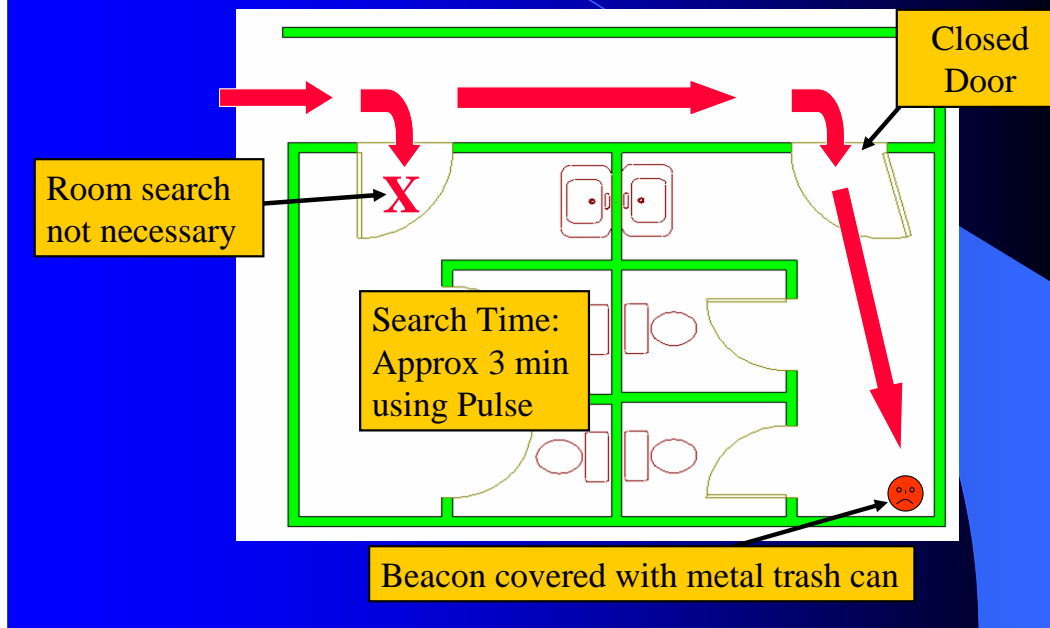 Closed
Door
Room search
not necessary
X
Search Time:
Approx 3 min
using Pulse
Beacon covered with metal trash can